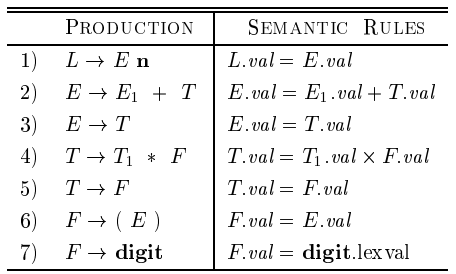 PRODUCTION SEMANTIC RULES
1) L → E n L.val = E.val
2) E → E₁ + T E.val = E₁.val + T.val
3) E → T E.val = T.val
4) T → T₁ * F T.val = T₁.val × F.val
5) T → F T.val = F.val
6) F → ( E ) F.val = E.val
7) F → digit F.val = digit.lexval